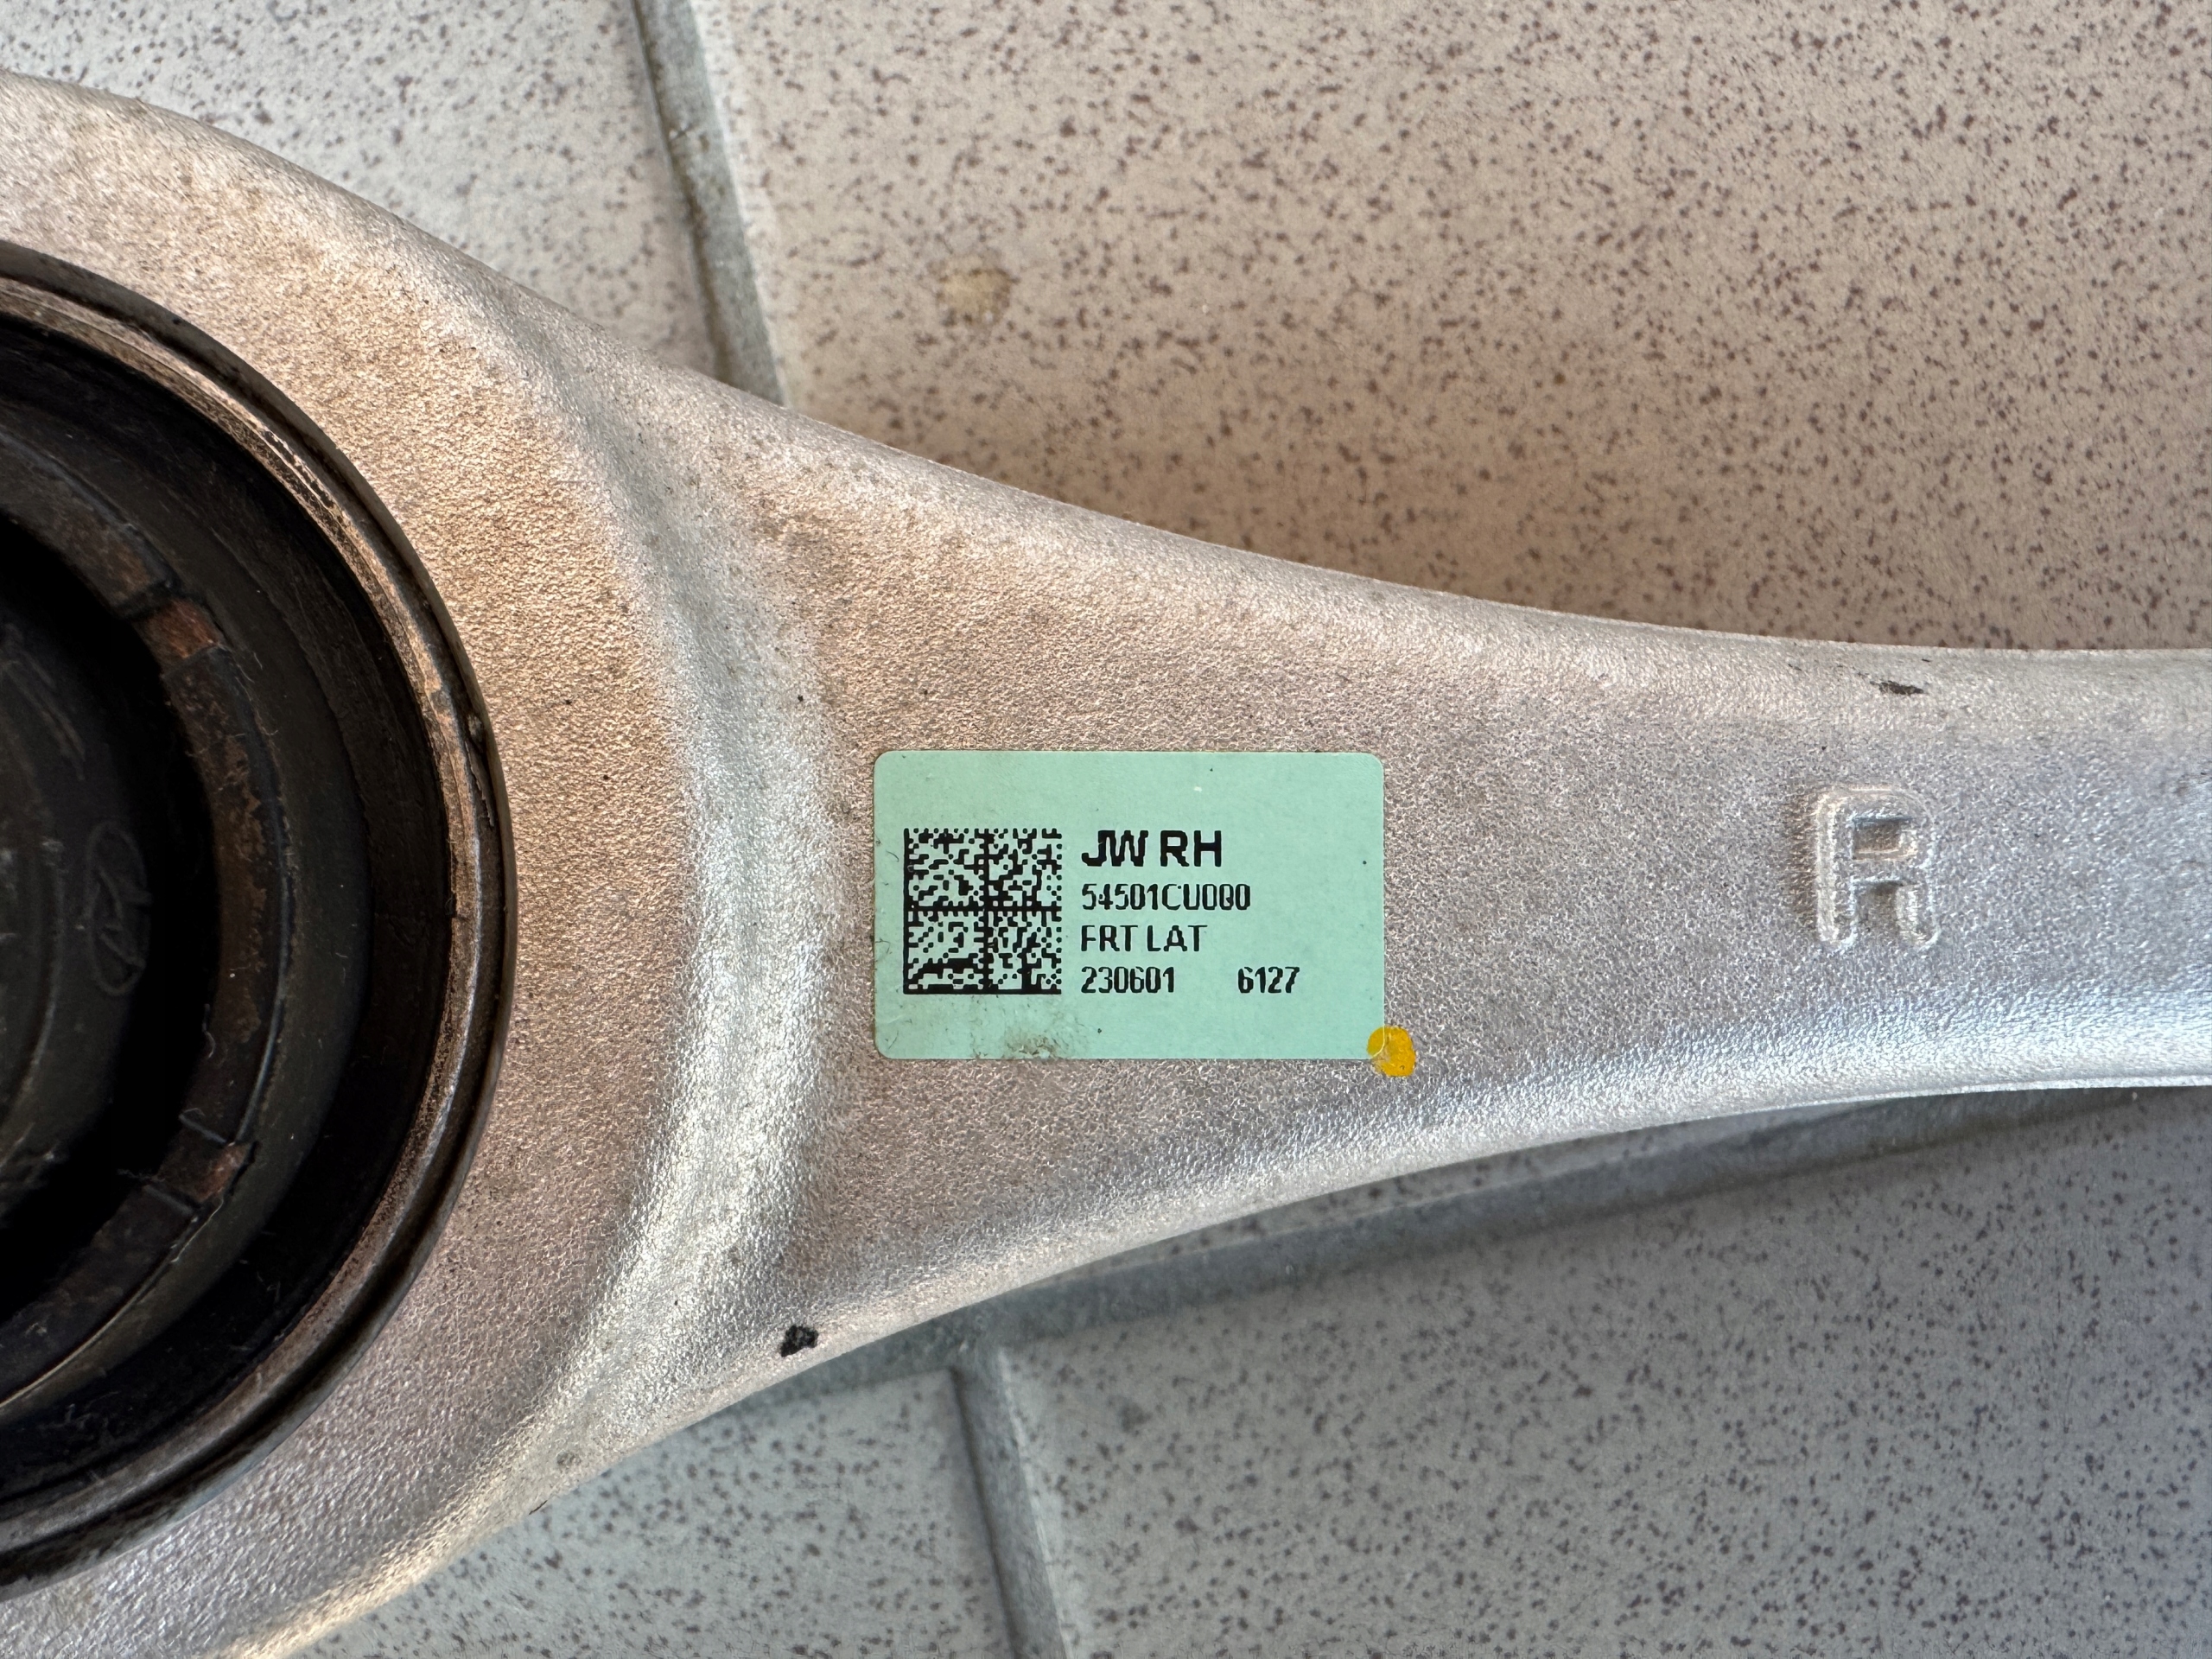 JW RH
54501CU000
FRT LAT
230601 6127
R